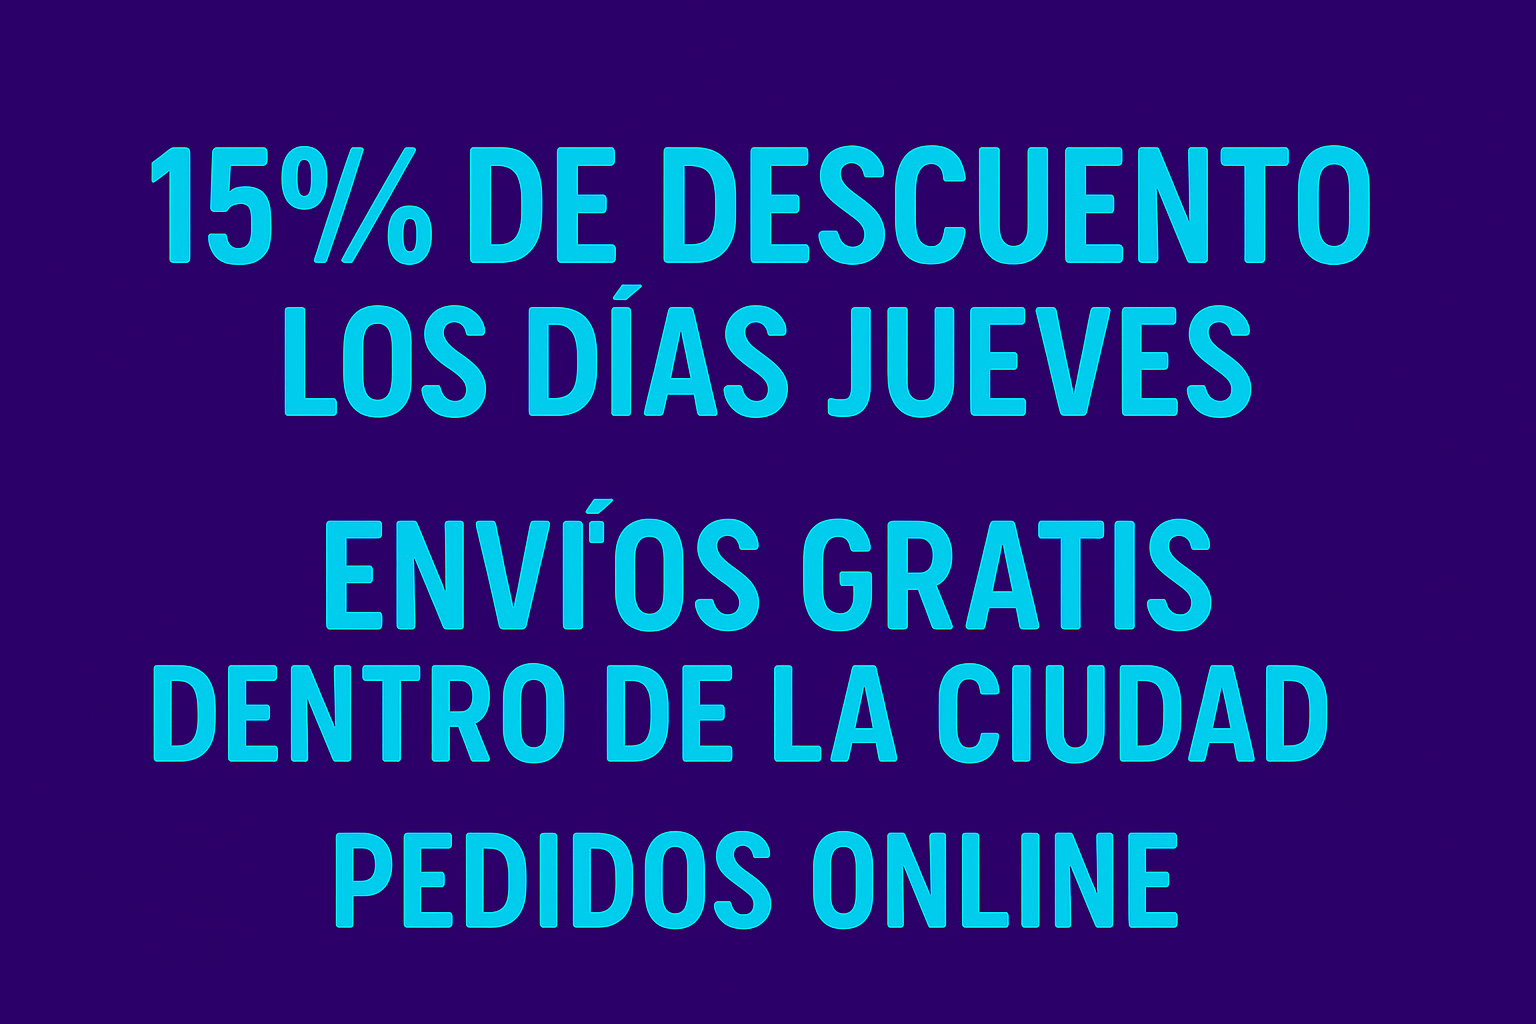 15% DE DESCUENTO
LOS DÍAS JUEVES
ENVÍOS GRATIS
DENTRO DE LA CIUDAD
PEDIDOS ONLINE